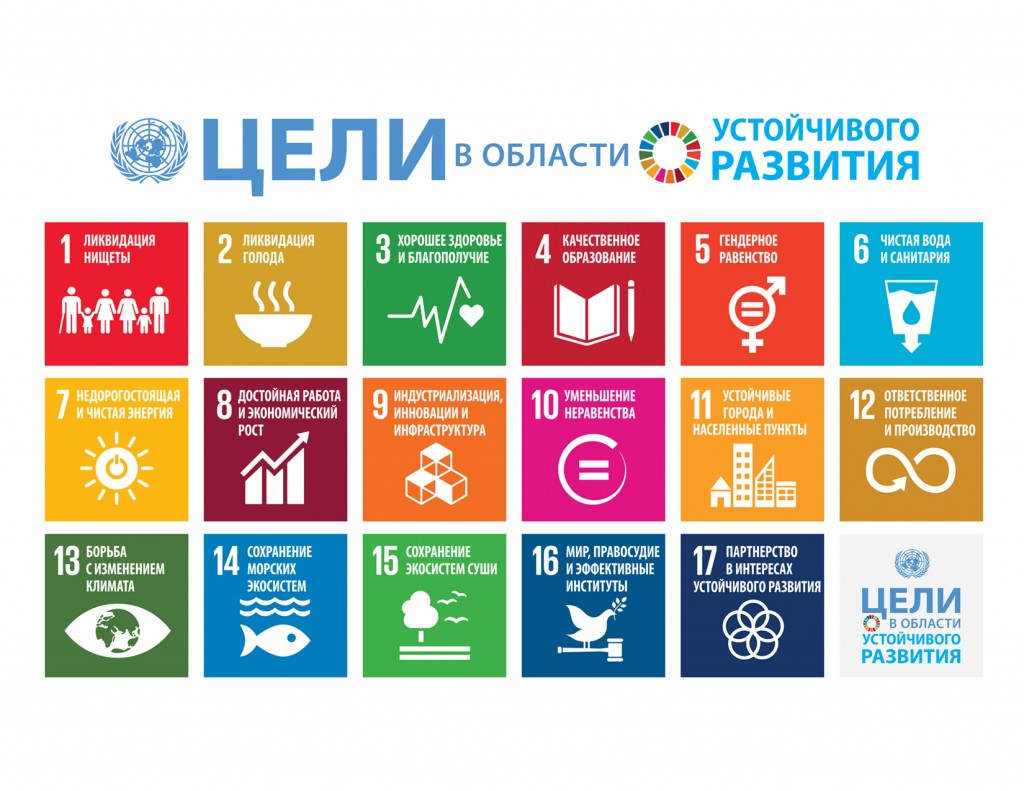 ЦЕЛИ В ОБЛАСТИ УСТОЙЧИВОГО
РАЗВИТИЯ
1 ЛИКВИДАЦИЯ
НИЩЕТЫ
2 ЛИКВИДАЦИЯ
ГОЛОДА
3 ХОРОШЕЕ ЗДОРОВЬЕ
И БЛАГОПОЛУЧИЕ
4 КАЧЕСТВЕННОЕ
ОБРАЗОВАНИЕ
5 ГЕНДЕРНОЕ
РАВЕНСТВО
6 ЧИСТАЯ ВОДА
И САНИТАРИЯ
7 НЕДОРОГОСТОЯЩАЯ
И ЧИСТАЯ ЭНЕРГИЯ
8 ДОСТОЙНАЯ РАБОТА
И ЭКОНОМИЧЕСКИЙ
РОСТ
9 ИНДУСТРИАЛИЗАЦИЯ,
ИННОВАЦИИ И
ИНФРАСТРУКТУРА
10 УМЕНЬШЕНИЕ
НЕРАВЕНСТВА
11 УСТОЙЧИВЫЕ
ГОРОДА И
НАСЕЛЕННЫЕ ПУНКТЫ
12 ОТВЕТСТВЕННОЕ
ПОТРЕБЛЕНИЕ
И ПРОИЗВОДСТВО
13 БОРЬБА
С ИЗМЕНЕНИЕМ
КЛИМАТА
14 СОХРАНЕНИЕ
МОРСКИХ
ЭКОСИСТЕМ
15 СОХРАНЕНИЕ
ЭКОСИСТЕМ СУШИ
16 МИР, ПРАВОСУДИЕ
И ЭФФЕКТИВНЫЕ
ИНСТИТУТЫ
17 ПАРТНЕРСТВО
В ИНТЕРЕСАХ
УСТОЙЧИВОГО РАЗВИТИЯ
ЦЕЛИ
В ОБЛАСТИ
УСТОЙЧИВОГО
РАЗВИТИЯ